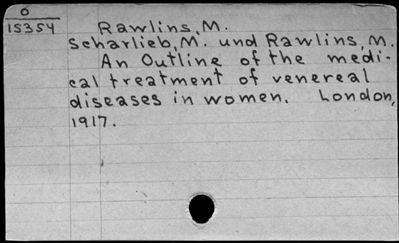 O
15354
Rawlins, M.
Scharlieb, M. und Rawlins, M.
An Outline of the medi-
cal treatment of venereal
diseases in women. London,
1917.